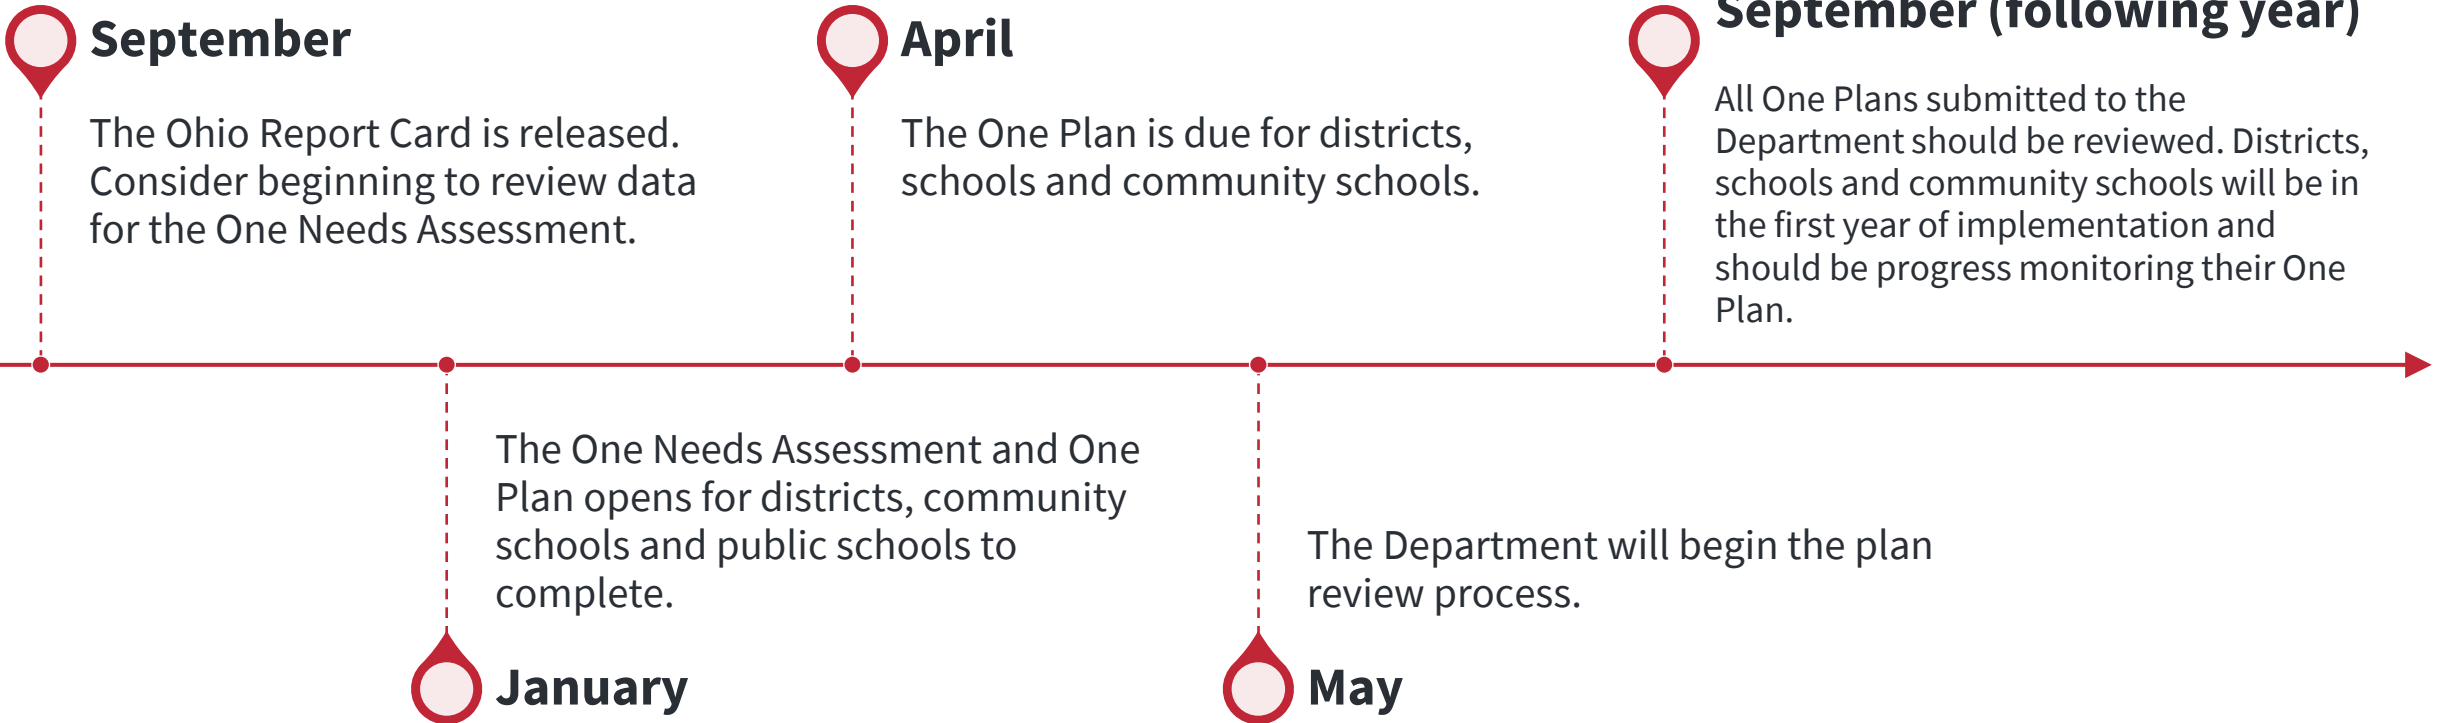 September
The Ohio Report Card is released.
Consider beginning to review data
for the One Needs Assessment.
The One Needs Assessment and One
Plan opens for districts, community
schools and public schools to
complete.
January
April
The One Plan is due for districts,
schools and community schools.
The Department will begin the plan
review process.
May
September (following year)
All One Plans submitted to the
Department should be reviewed. Districts,
schools and community schools will be in
the first year of implementation and
should be progress monitoring their One
Plan.